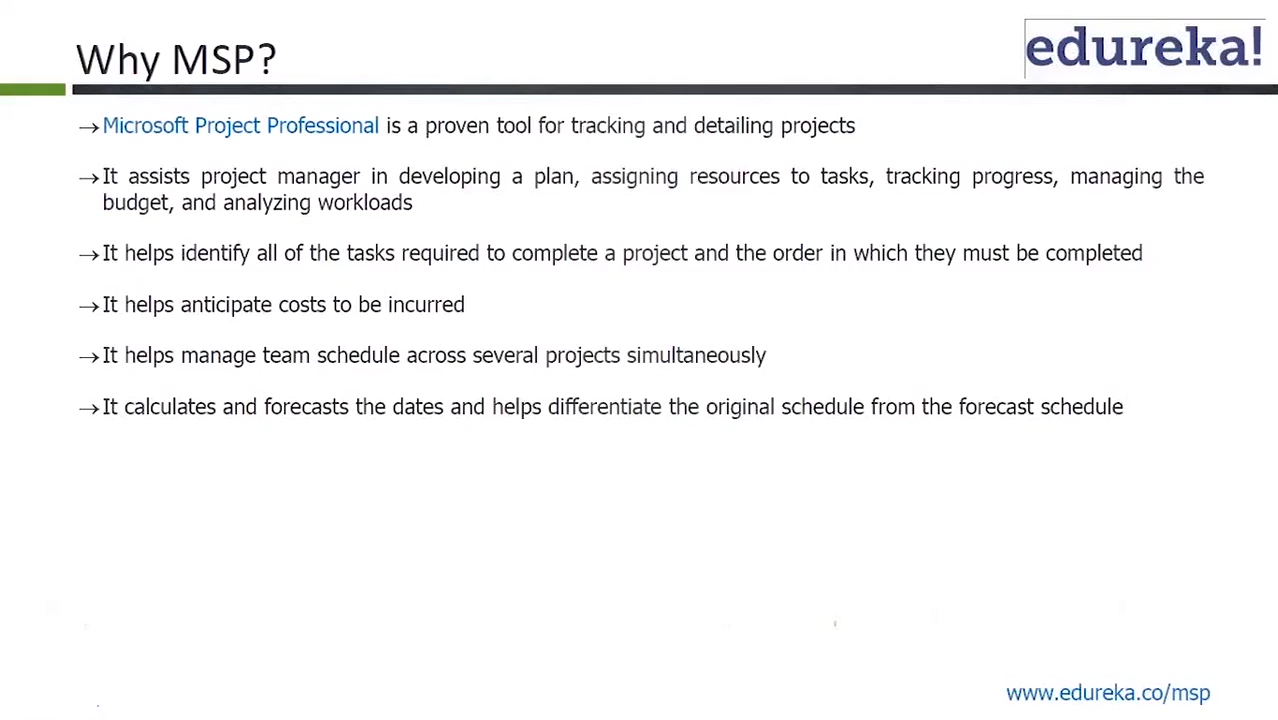 Why MSP?
edureka!
→Microsoft Project Professional is a proven tool for tracking and detailing projects
→It assists project manager in developing a plan, assigning resources to tasks, tracking progress, managing the
budget, and analyzing workloads
→It helps identify all of the tasks required to complete a project and the order in which they must be completed
→It helps anticipate costs to be incurred
→It helps manage team schedule across several projects simultaneously
→It calculates and forecasts the dates and helps differentiate the original schedule from the forecast schedule
www.edureka.co/msp